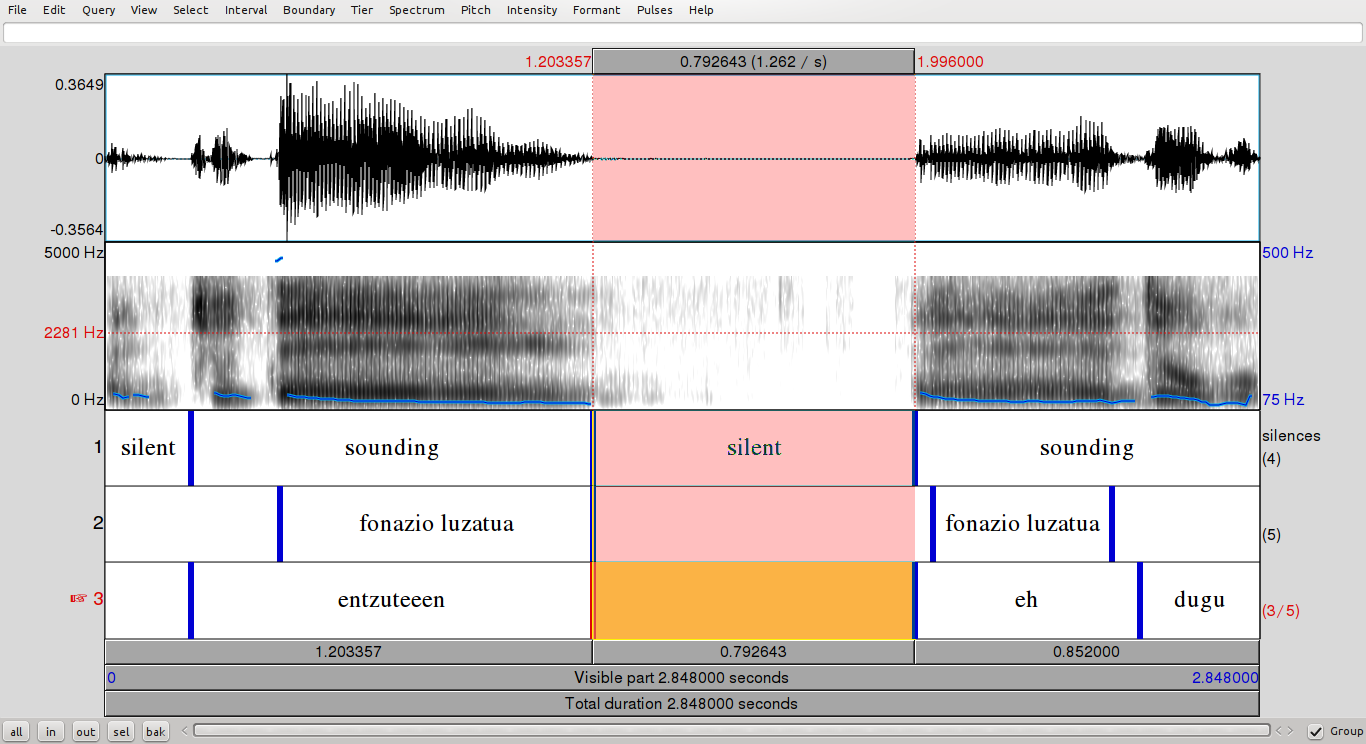 File Edit Query View Select Interval Boundary Tier Spectrum Pitch Intensity Formant Pulses Help
1.203357 0.792643 (1.262 / s) 1.996000
0.3649
0
-0.3564
5000 Hz 500 Hz
2281 Hz
0 Hz 75 Hz
1 silent sounding silent sounding silences
(4)
2 fonazio luzatua fonazio luzatua
(5)
☞ 3 entzuteeen eh dugu
(3/5)
1.203357 0.792643 0.852000
0 Visible part 2.848000 seconds 2.848000
Total duration 2.848000 seconds
all in out sel bak Group